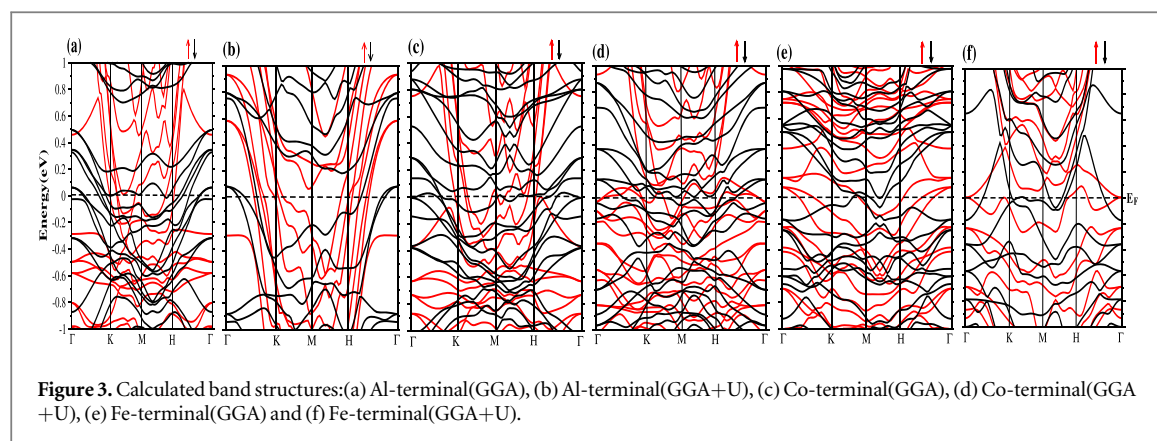 (a) (b) (c) (d) (e) (f)
1
0.8
0.6
0.4
0.2
0
-0.2
-0.4
-0.6
-0.8
-1
Energy(eV)
E_F
Γ K M H Γ Γ K M H Γ Γ K M H Γ Γ K M H Γ Γ K M H Γ Γ K M H Γ
Figure 3. Calculated band structures:(a) Al-terminal(GGA), (b) Al-terminal(GGA+U), (c) Co-terminal(GGA), (d) Co-terminal(GGA
+U), (e) Fe-terminal(GGA) and (f) Fe-terminal(GGA+U).